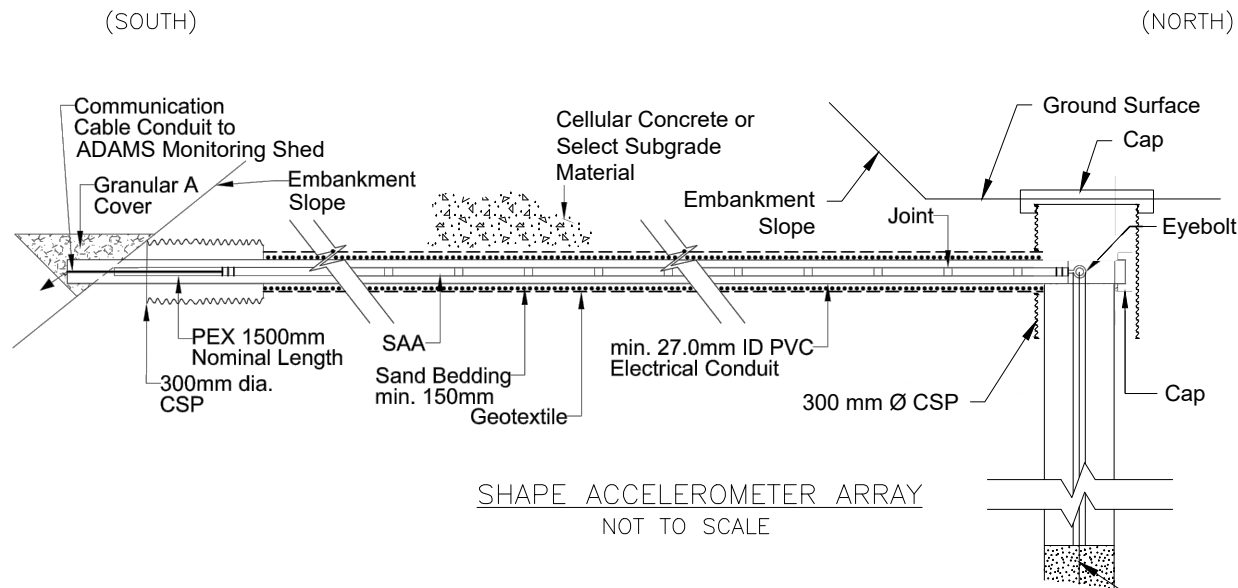 (SOUTH)
(NORTH)
Communication
Cable Conduit to
ADAMS Monitoring Shed
Granular A
Cover
Embankment
Slope
Cellular Concrete or
Select Subgrade
Material
Ground Surface
Cap
Embankment
Slope
Joint
Eyebolt
PEX 1500mm
Nominal Length
300mm dia.
CSP
SAA
Sand Bedding
min. 150mm
Geotextile
min. 27.0mm ID PVC
Electrical Conduit
300 mm Ø CSP
Cap
SHAPE ACCELEROMETER ARRAY
NOT TO SCALE